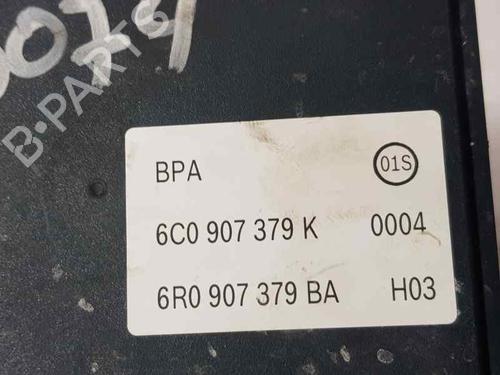 B-PARTS
BPA 01S
6C0 907 379 K 0004
6R0 907 379 BA H03